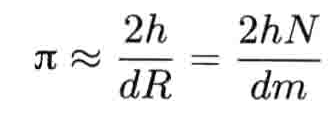 π ≈ 2h/dR = 2hN/dm